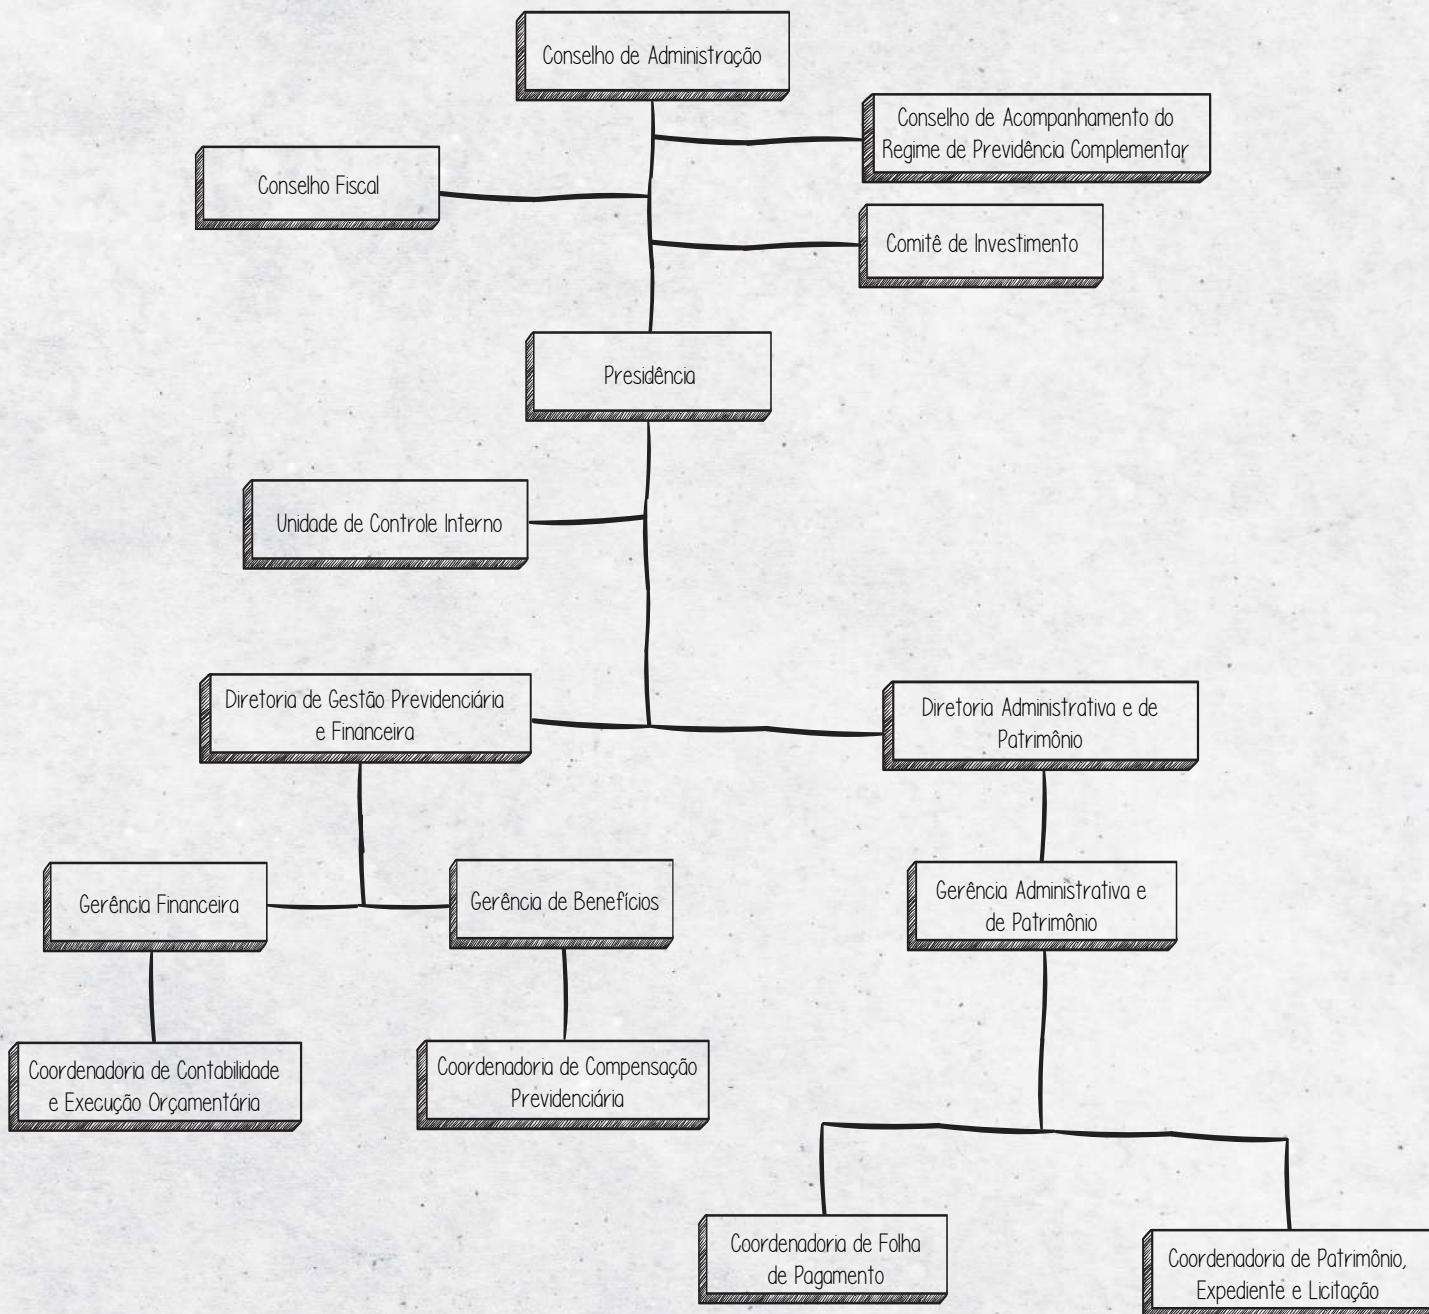 Conselho de Administração
Conselho de Acompanhamento do
Regime de Previdência Complementar
Conselho Fiscal
Comitê de Investimento
Presidência
Unidade de Controle Interno
Diretoria de Gestão Previdenciária
e Financeira
Diretoria Administrativa e de
Patrimônio
Gerência Financeira
Gerência de Benefícios
Gerência Administrativa e
de Patrimônio
Coordenadoria de Contabilidade
e Execução Orçamentária
Coordenadoria de Compensação
Previdenciária
Coordenadoria de Folha
de Pagamento
Coordenadoria de Patrimônio,
Expediente e Licitação